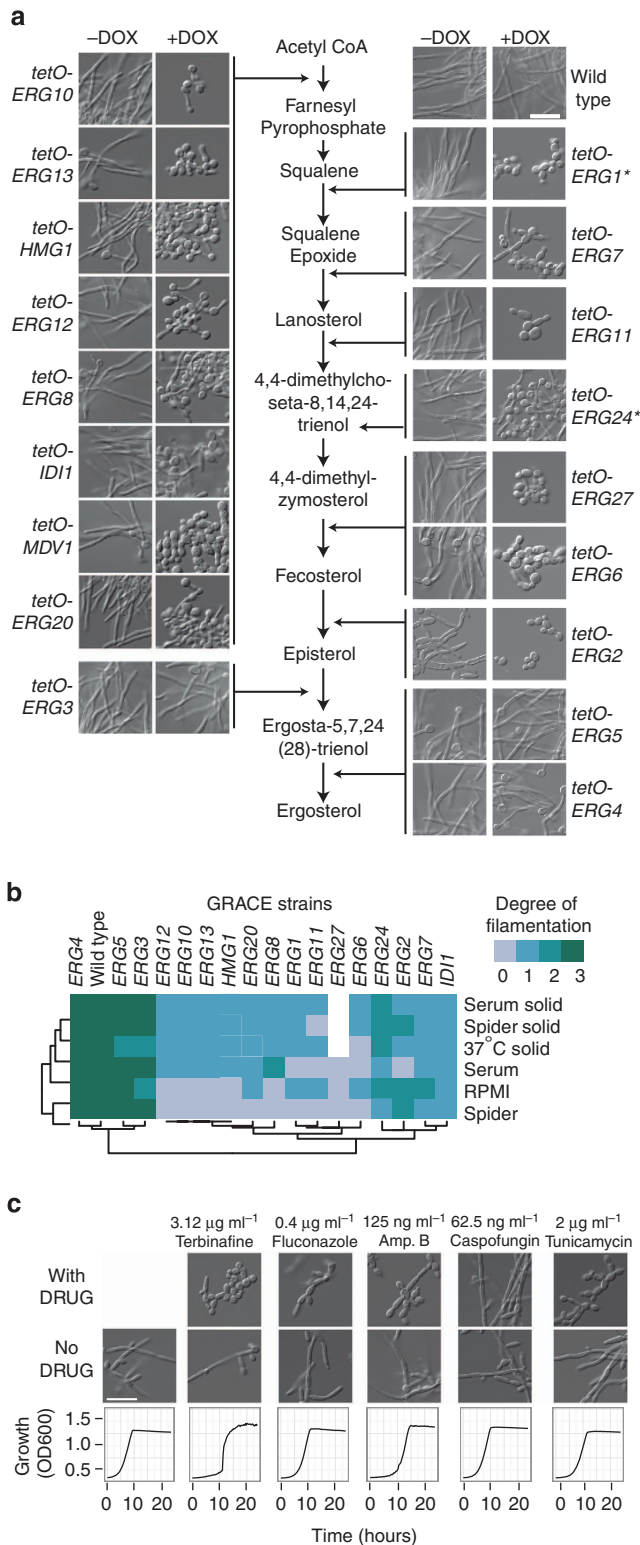 a
–DOX +DOX
tetO-
ERG10
tetO-
ERG13
tetO-
HMG1
tetO-
ERG12
tetO-
ERG8
tetO-
IDI1
tetO-
MDV1
tetO-
ERG20
tetO-
ERG3
Acetyl CoA
Farnesyl
Pyrophosphate
Squalene
Squalene
Epoxide
Lanosterol
4,4-dimethylcho-
seta-8,14,24-
trienol
4,4-dimethyl-
zymosterol
Fecosterol
Episterol
Ergosta-5,7,24
(28)-trienol
Ergosterol
–DOX +DOX
Wild
type
tetO-
ERG1*
tetO-
ERG7
tetO-
ERG11
tetO-
ERG24*
tetO-
ERG27
tetO-
ERG6
tetO-
ERG2
tetO-
ERG5
tetO-
ERG4
b
GRACE strains
Degree of
filamentation
0 1 2 3
ERG4 Wild type ERG5 ERG3 ERG12 ERG10 ERG13 HMG1 ERG20 ERG8 ERG1 ERG11 ERG27 ERG6 ERG24 ERG2 ERG7 IDI1
Serum solid
Spider solid
37°C solid
Serum
RPMI
Spider
c
3.12 μg ml⁻¹ 0.4 μg ml⁻¹ 125 ng ml⁻¹ 62.5 ng ml⁻¹ 2 μg ml⁻¹
Terbinafine Fluconazole Amp. B Caspofungin Tunicamycin
With
DRUG
No
DRUG
Growth
(OD600)
1.5
1.0
0.5
0 10 20 0 10 20 0 10 20 0 10 20 0 10 20 0 10 20
Time (hours)